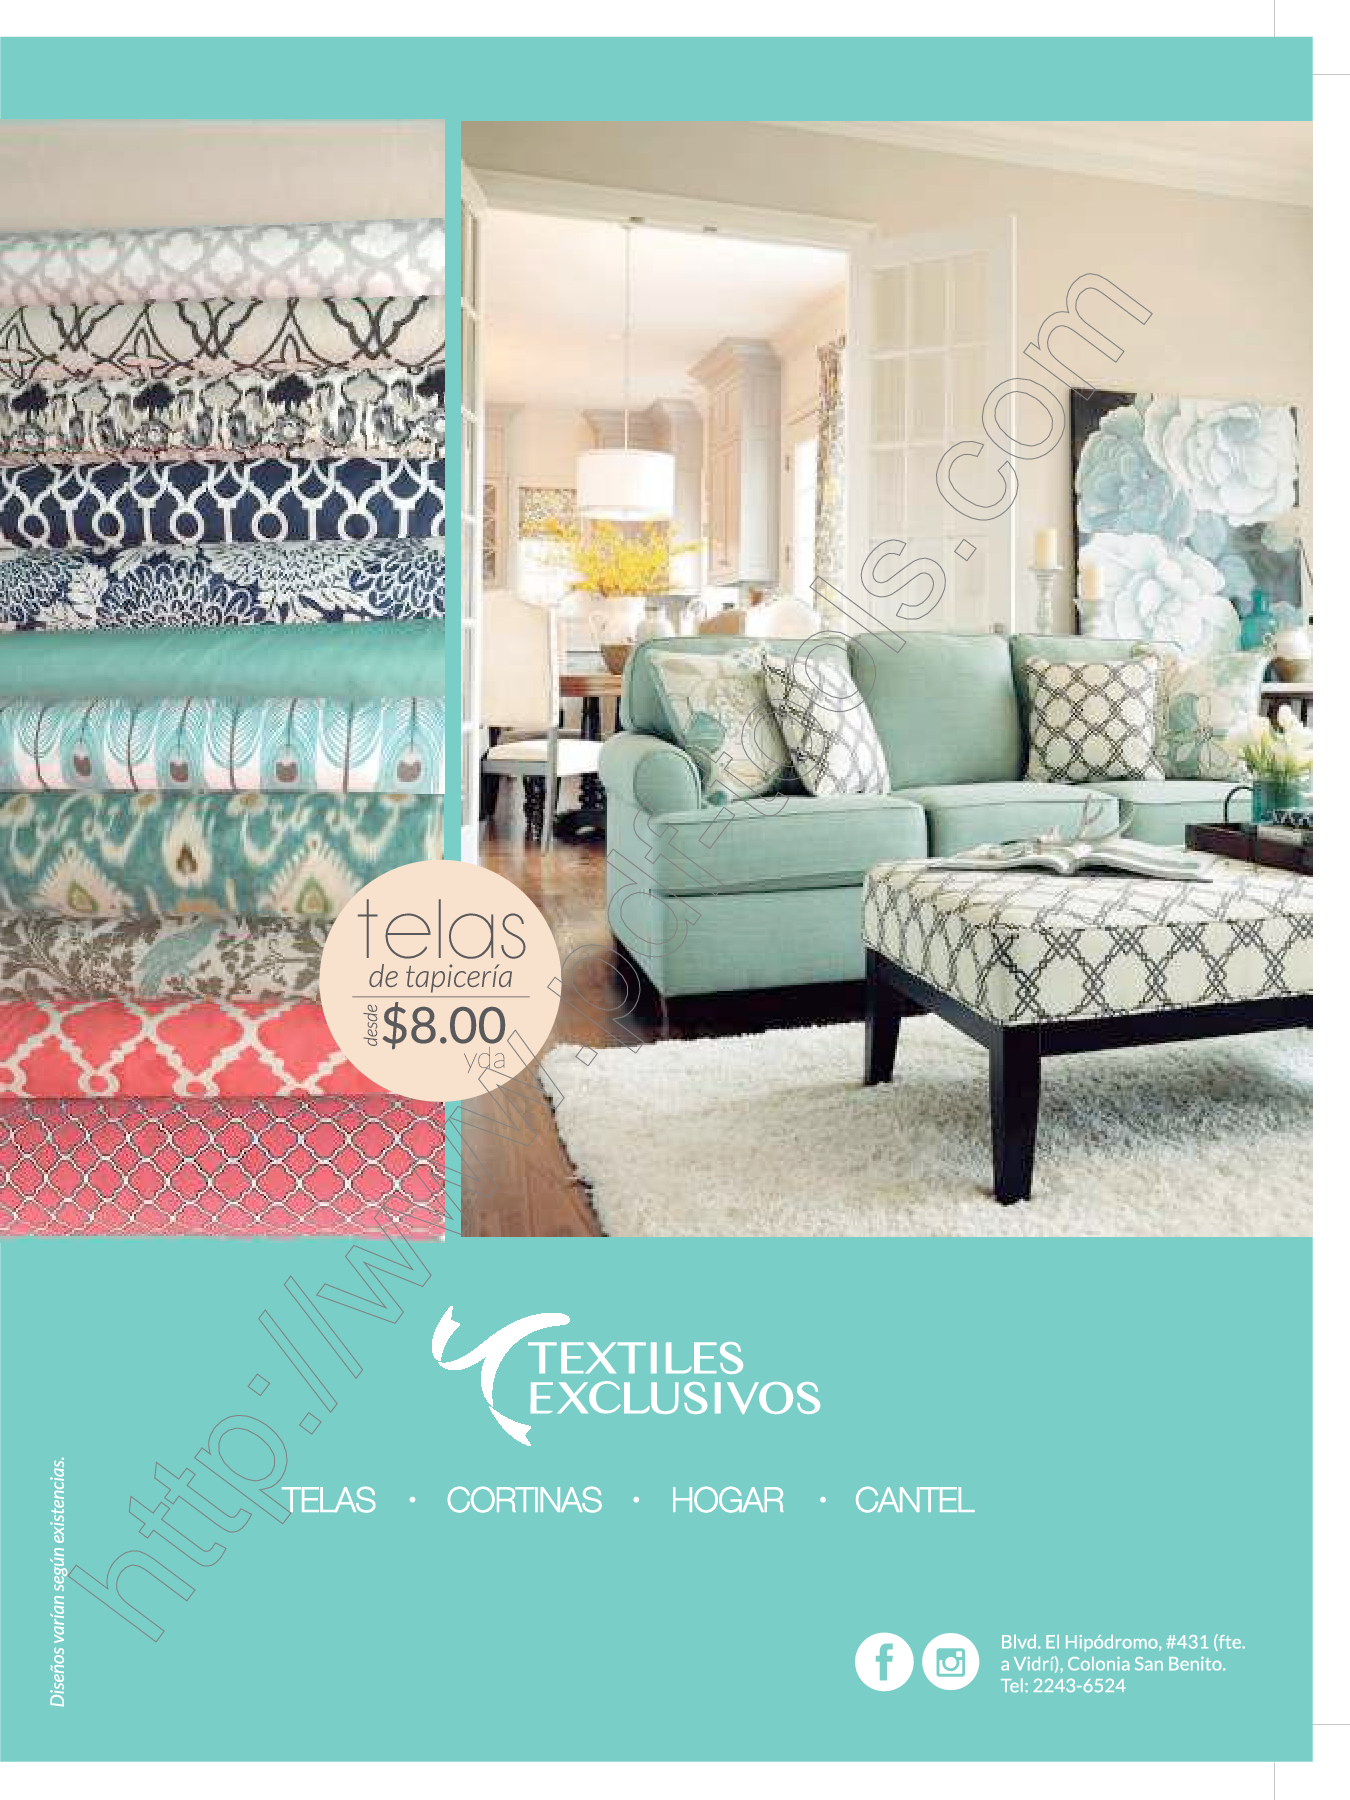 telas
de tapicería
desde
$8.00
yda
TEXTILES
EXCLUSIVOS
TELAS • CORTINAS • HOGAR • CANTEL
Diseños varían según existencias.
Blvd. El Hipódromo, #431 (fte.
a Vidrí), Colonia San Benito.
Tel: 2243-6524
http://www.pdf-tools.com